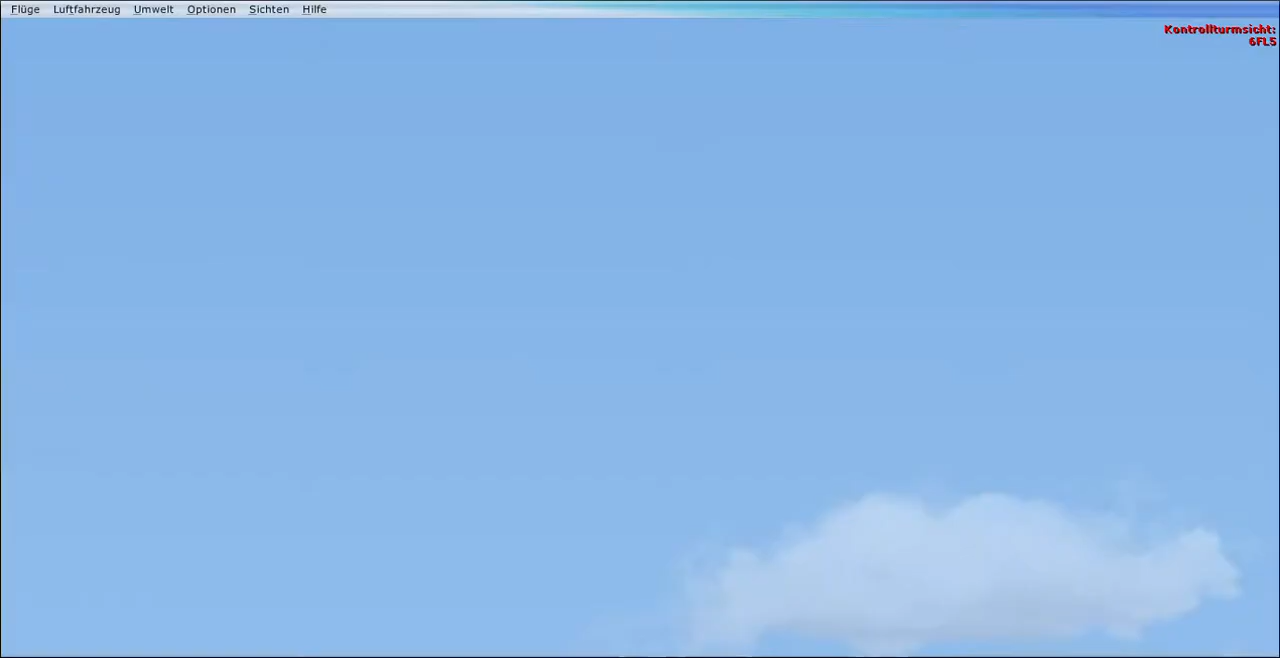 Flüge Luftfahrzeug Umwelt Optionen Sichten Hilfe
Kontrollturmsicht:
6FL5